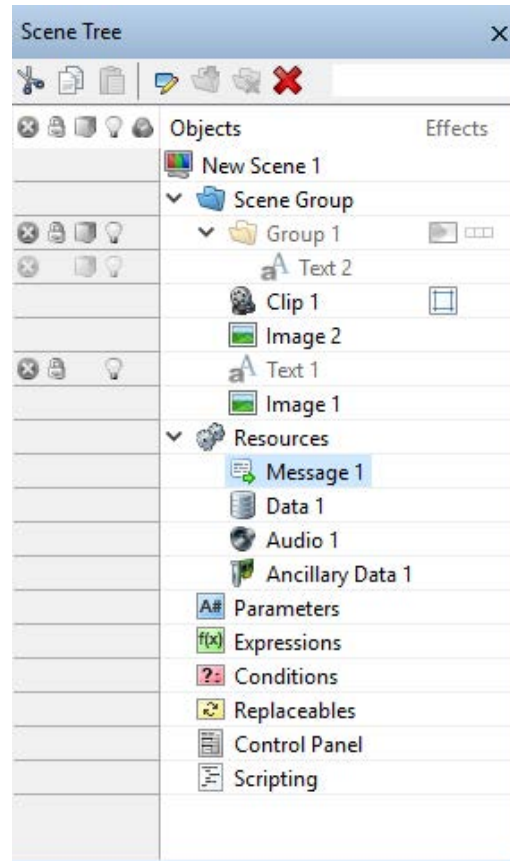 Scene Tree
Objects Effects
New Scene 1
Scene Group
Group 1
aA Text 2
Clip 1
Image 2
aA Text 1
Image 1
Resources
Message 1
Data 1
Audio 1
Ancillary Data 1
A# Parameters
f(x) Expressions
?: Conditions
Replaceables
Control Panel
Scripting